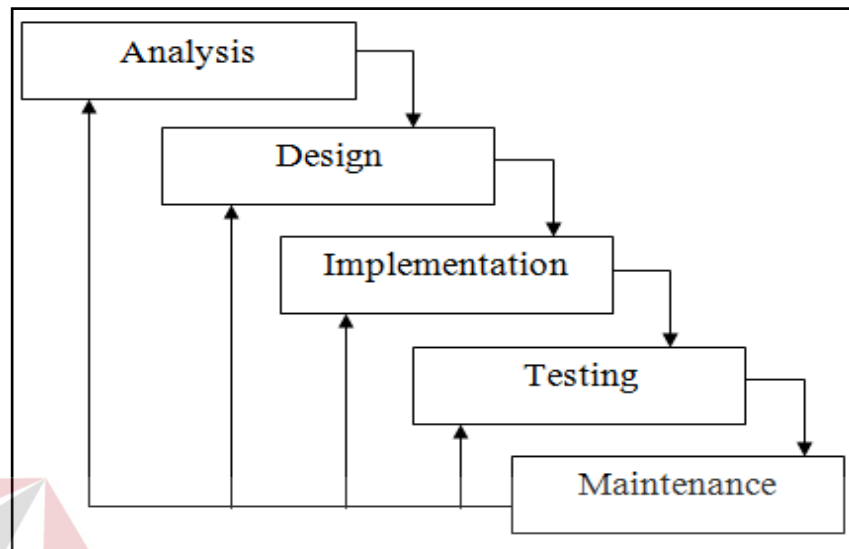 Analysis
Design
Implementation
Testing
Maintenance